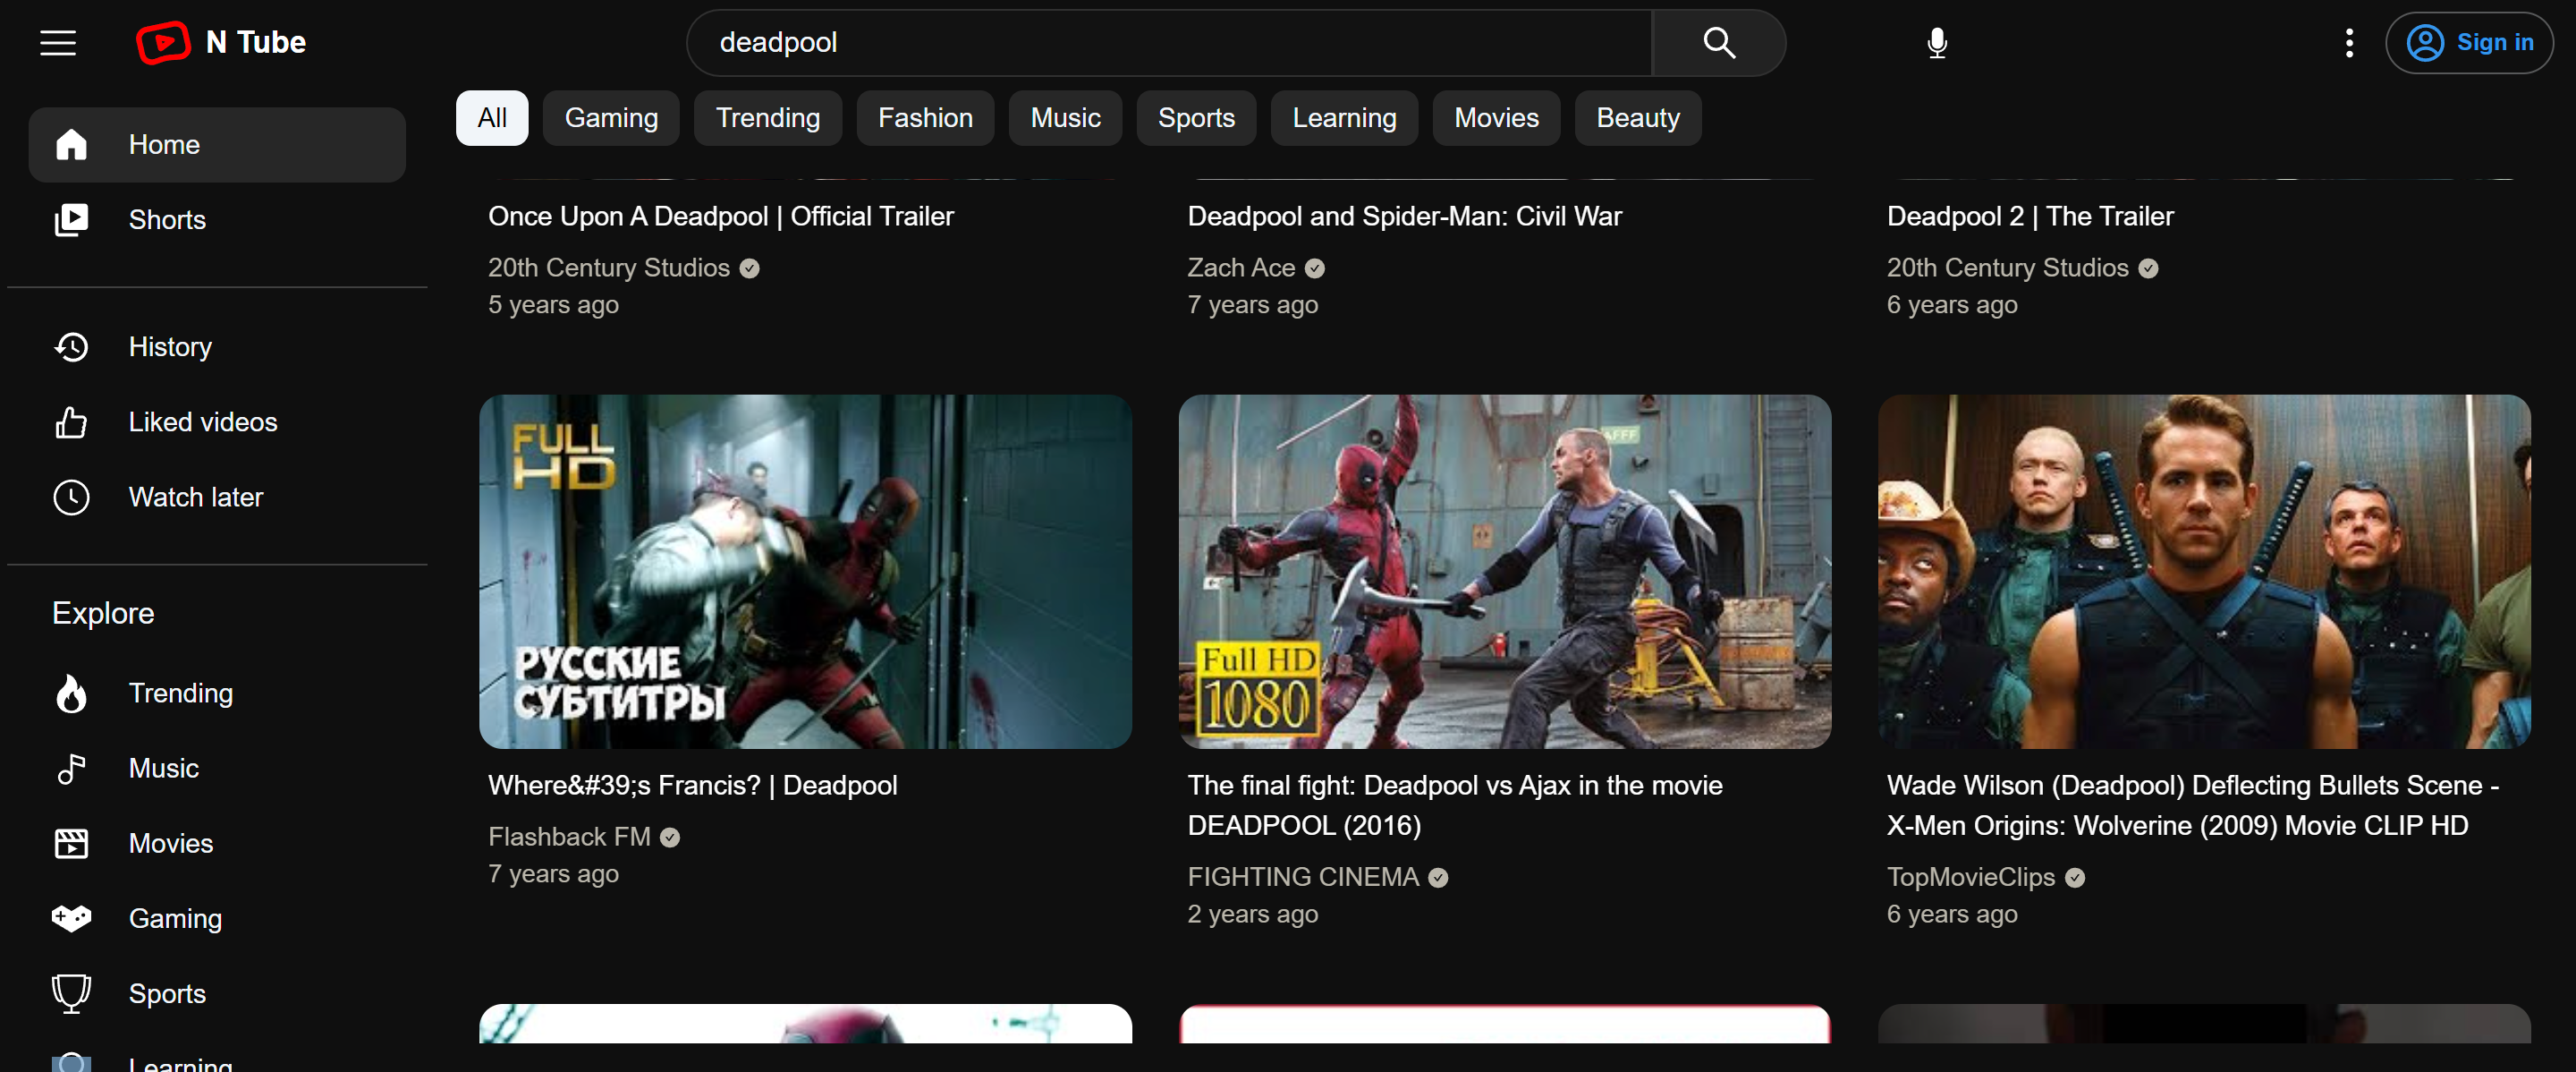 N Tube
deadpool
Sign in
All
Gaming
Trending
Fashion
Music
Sports
Learning
Movies
Beauty
Home
Shorts
History
Liked videos
Watch later
Explore
Trending
Music
Movies
Gaming
Sports
Learning
Once Upon A Deadpool | Official Trailer
20th Century Studios
5 years ago
Deadpool and Spider-Man: Civil War
Zach Ace
7 years ago
Deadpool 2 | The Trailer
20th Century Studios
6 years ago
FULL
HD
РУССКИЕ
СУБТИТРЫ
Where&#39;s Francis? | Deadpool
Flashback FM
7 years ago
AFFF
Full HD
1080
The final fight: Deadpool vs Ajax in the movie
DEADPOOL (2016)
FIGHTING CINEMA
2 years ago
Wade Wilson (Deadpool) Deflecting Bullets Scene -
X-Men Origins: Wolverine (2009) Movie CLIP HD
TopMovieClips
6 years ago